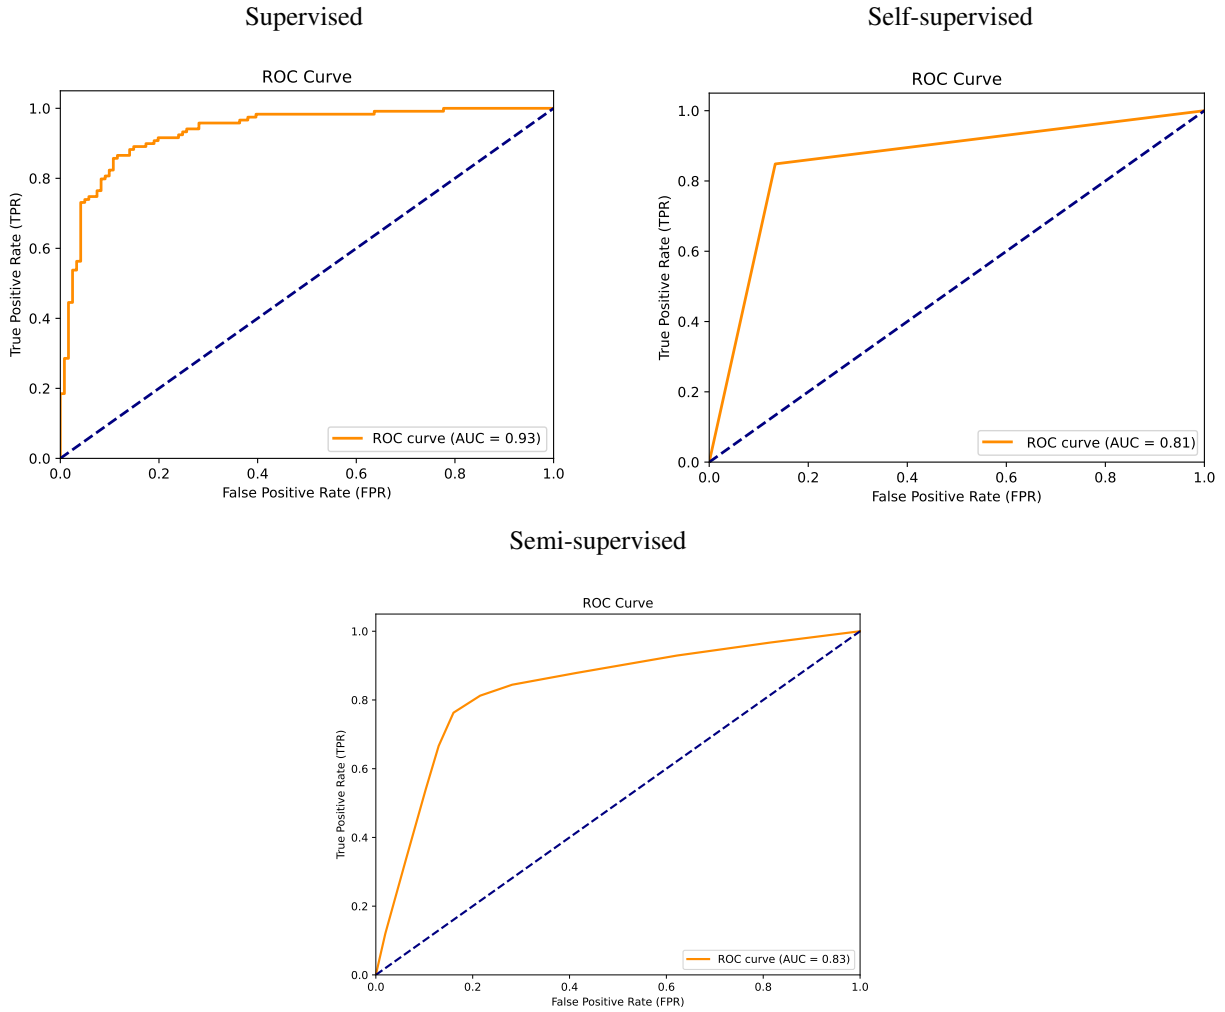 Supervised
ROC Curve
1.0
0.8
0.6
0.4
0.2
0.0
True Positive Rate (TPR)
ROC curve (AUC = 0.93)
0.0 0.2 0.4 0.6 0.8 1.0
False Positive Rate (FPR)
Self-supervised
ROC Curve
1.0
0.8
0.6
0.4
0.2
0.0
True Positive Rate (TPR)
ROC curve (AUC = 0.81)
0.0 0.2 0.4 0.6 0.8 1.0
False Positive Rate (FPR)
Semi-supervised
ROC Curve
1.0
0.8
0.6
0.4
0.2
0.0
True Positive Rate (TPR)
ROC curve (AUC = 0.83)
0.0 0.2 0.4 0.6 0.8 1.0
False Positive Rate (FPR)